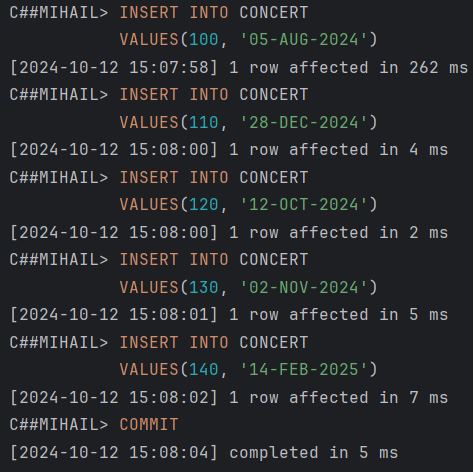 C##MIHAIL> INSERT INTO CONCERT
           VALUES(100, '05-AUG-2024')
[2024-10-12 15:07:58] 1 row affected in 262 ms
C##MIHAIL> INSERT INTO CONCERT
           VALUES(110, '28-DEC-2024')
[2024-10-12 15:08:00] 1 row affected in 4 ms
C##MIHAIL> INSERT INTO CONCERT
           VALUES(120, '12-OCT-2024')
[2024-10-12 15:08:00] 1 row affected in 2 ms
C##MIHAIL> INSERT INTO CONCERT
           VALUES(130, '02-NOV-2024')
[2024-10-12 15:08:01] 1 row affected in 5 ms
C##MIHAIL> INSERT INTO CONCERT
           VALUES(140, '14-FEB-2025')
[2024-10-12 15:08:02] 1 row affected in 7 ms
C##MIHAIL> COMMIT
[2024-10-12 15:08:04] completed in 5 ms